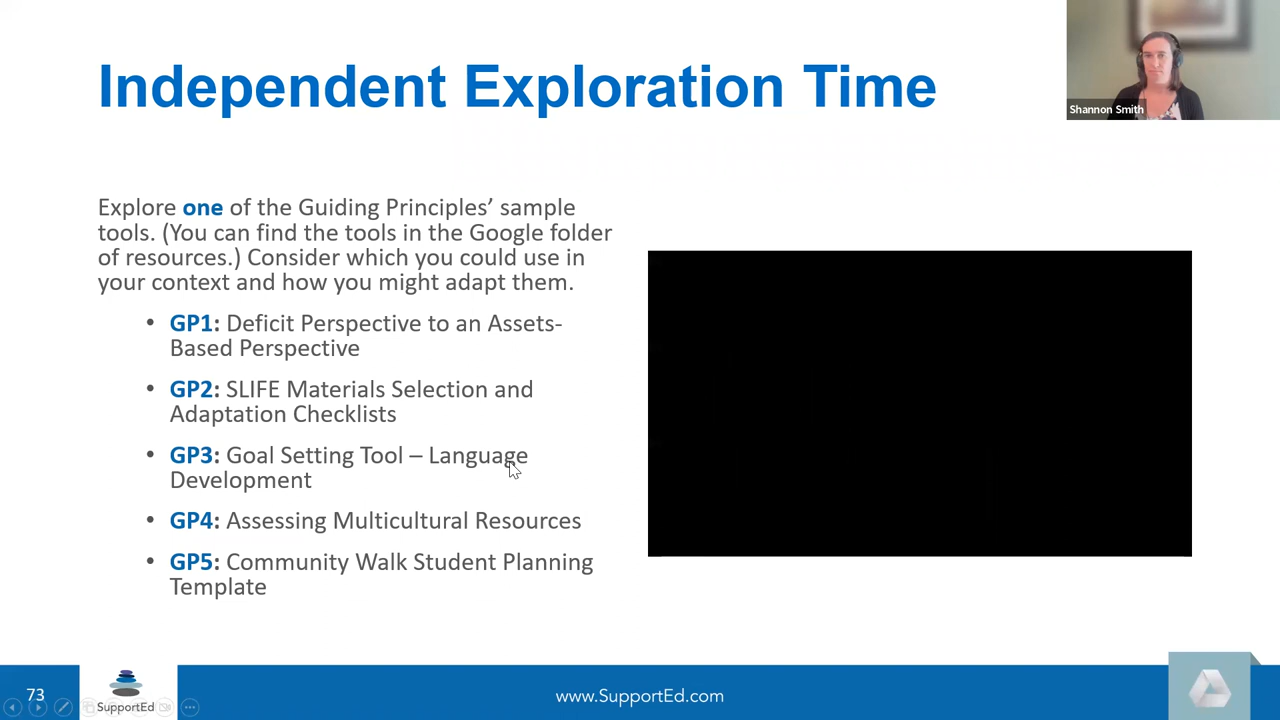 Independent Exploration Time
Shannon Smith
Explore one of the Guiding Principles’ sample
tools. (You can find the tools in the Google folder
of resources.) Consider which you could use in
your context and how you might adapt them.
• GP1: Deficit Perspective to an Assets-
Based Perspective
• GP2: SLIFE Materials Selection and
Adaptation Checklists
• GP3: Goal Setting Tool – Language
Development
• GP4: Assessing Multicultural Resources
• GP5: Community Walk Student Planning
Template
73
SupportEd
www.SupportEd.com